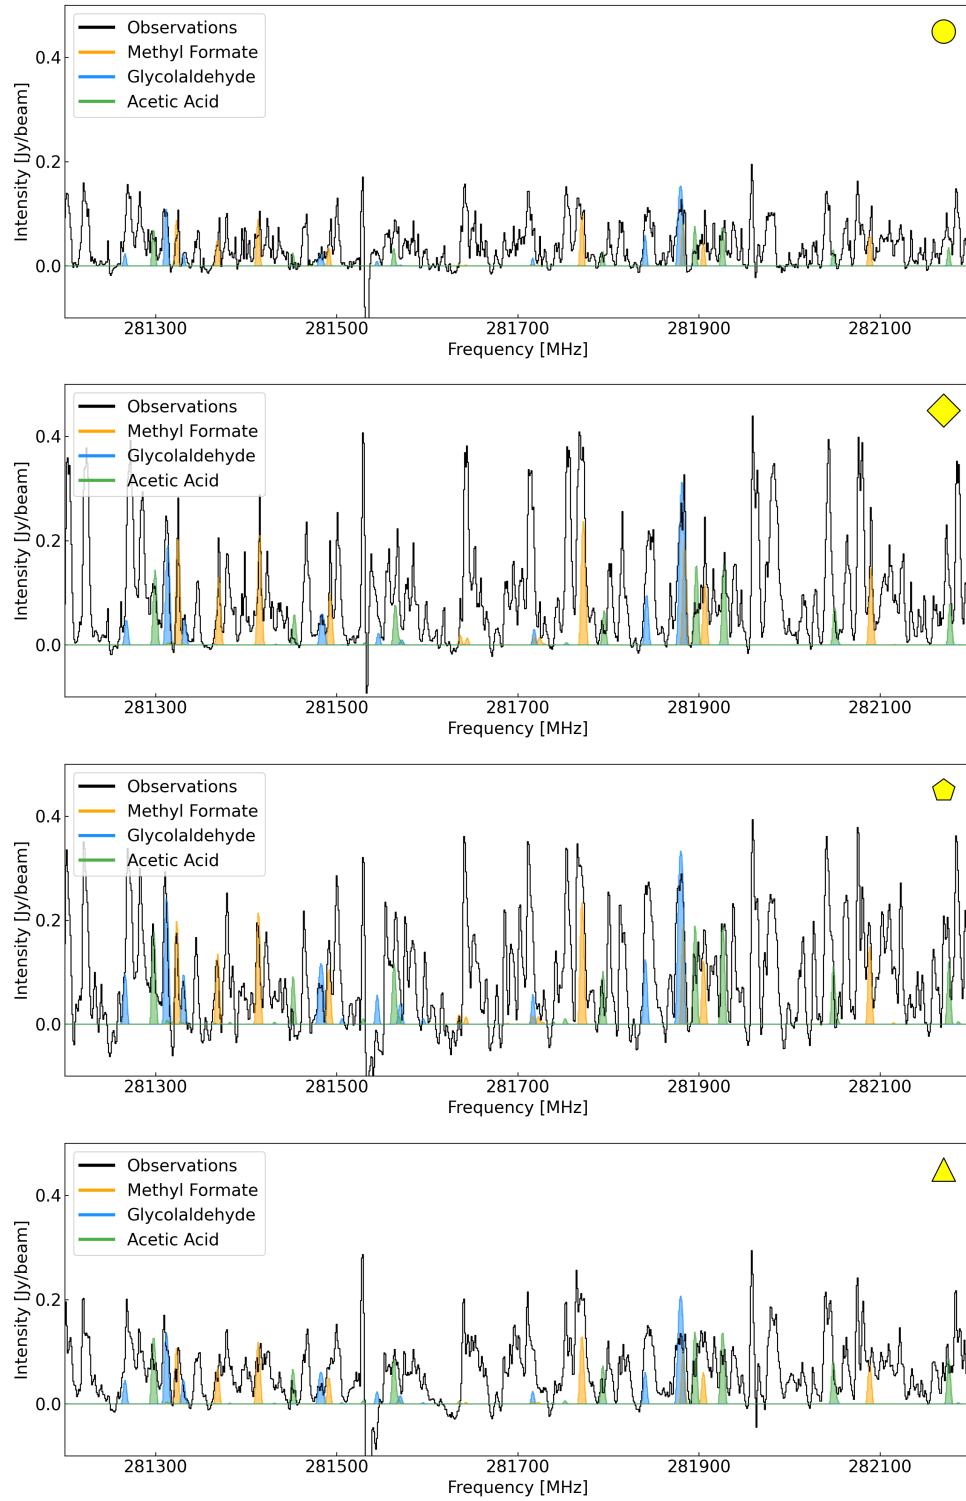 Observations
Methyl Formate
Glycolaldehyde
Acetic Acid
Intensity [Jy/beam]
0.4
0.2
0.0
281300 281500 281700 281900 282100
Frequency [MHz]
Observations
Methyl Formate
Glycolaldehyde
Acetic Acid
Intensity [Jy/beam]
0.4
0.2
0.0
281300 281500 281700 281900 282100
Frequency [MHz]
Observations
Methyl Formate
Glycolaldehyde
Acetic Acid
Intensity [Jy/beam]
0.4
0.2
0.0
281300 281500 281700 281900 282100
Frequency [MHz]
Observations
Methyl Formate
Glycolaldehyde
Acetic Acid
Intensity [Jy/beam]
0.4
0.2
0.0
281300 281500 281700 281900 282100
Frequency [MHz]